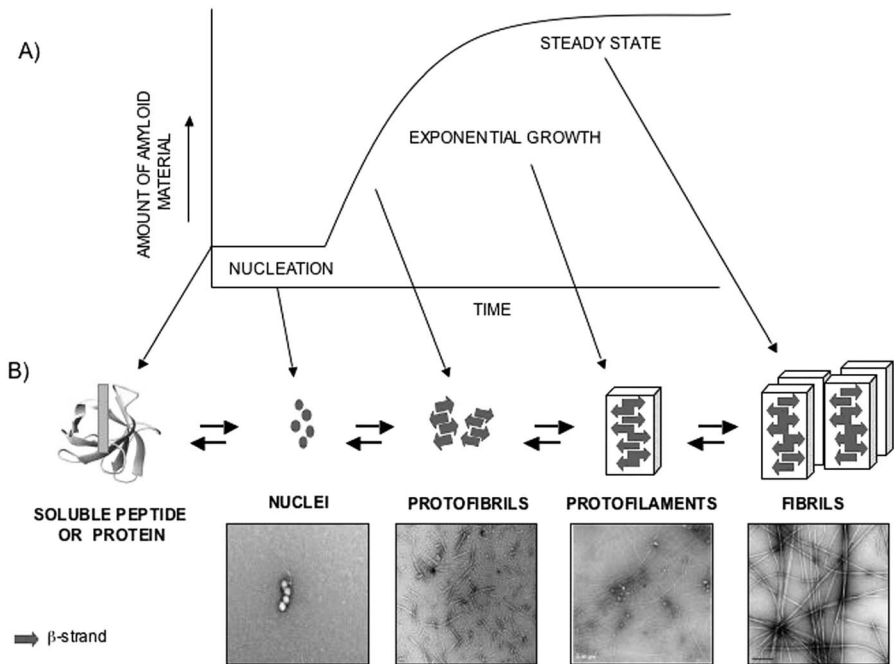 A)
AMOUNT OF AMYLOID
MATERIAL
STEADY STATE
EXPONENTIAL GROWTH
NUCLEATION
TIME
B)
SOLUBLE PEPTIDE
OR PROTEIN
NUCLEI
PROTOFIBRILS
PROTOFILAMENTS
FIBRILS
β-strand